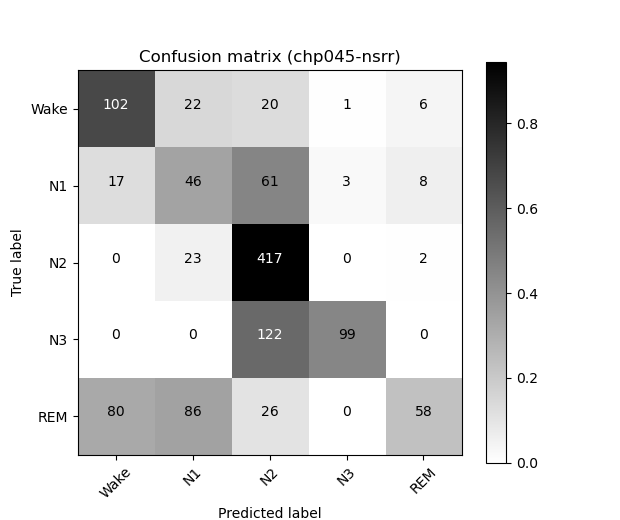 Confusion matrix (chp045-nsrr)
Wake 102 22 20 1 6
N1 17 46 61 3 8
N2 0 23 417 0 2
N3 0 0 122 99 0
REM 80 86 26 0 58
Wake N1 N2 N3 REM
Predicted label
True label
0.8
0.6
0.4
0.2
0.0